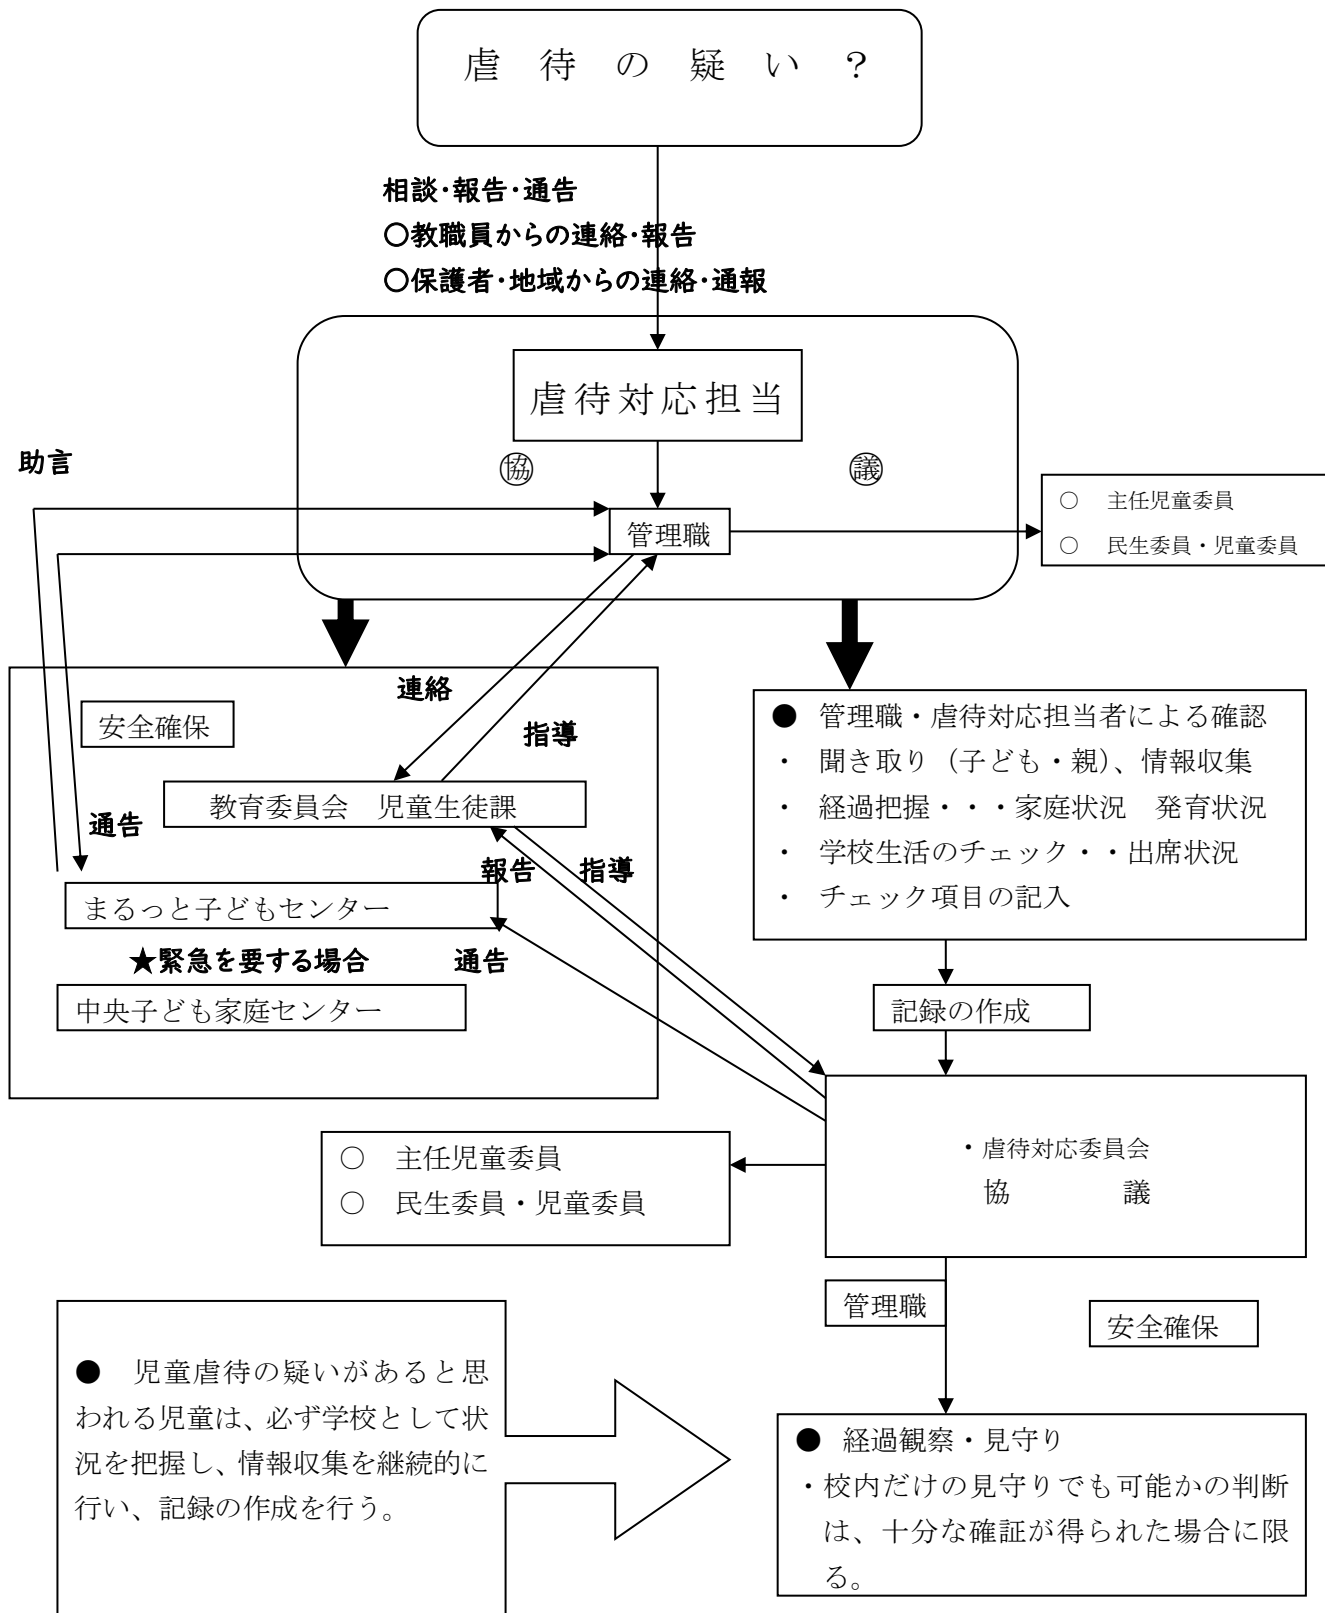 虐待の疑い？
相談・報告・通告
〇教職員からの連絡・報告
〇保護者・地域からの連絡・通報
虐待対応担当
助言
㊿協 議
管理職
○　主任児童委員
○　民生委員・児童委員
連絡
安全確保
指導
教育委員会　児童生徒課
通告
報告　指導
まるっと子どもセンター
★緊急を要する場合　通告
中央子ども家庭センター
●　管理職・虐待対応担当者による確認
・　聞き取り（子ども・親）、情報収集
・　経過把握・・・家庭状況　発育状況
・　学校生活のチェック・・出席状況
・　チェック項目の記入
記録の作成
・虐待対応委員会
協　議
○　主任児童委員
○　民生委員・児童委員
管理職
安全確保
●　児童虐待の疑いがあると思
われる児童は、必ず学校として状
況を把握し、情報収集を継続的に
行い、記録の作成を行う。
●　経過観察・見守り
・校内だけの見守りでも可能かの判断
は、十分な確証が得られた場合に限
る。